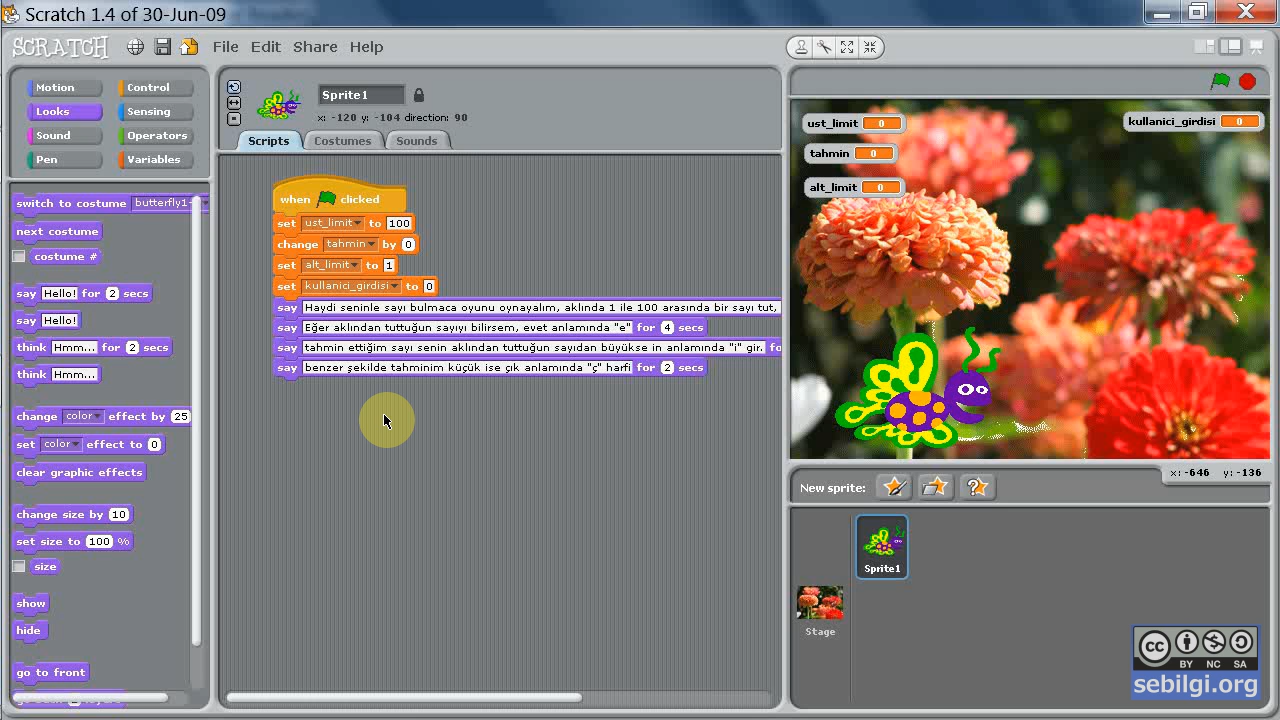 Scratch 1.4 of 30-Jun-09
SCRATCH File Edit Share Help
Motion Control
Looks Sensing
Sound Operators
Pen Variables
switch to costume butterfly1-
next costume
costume #
say Hello! for 2 secs
say Hello!
think Hmm... for 2 secs
think Hmm...
change color effect by 25
set color effect to 0
clear graphic effects
change size by 10
set size to 100 %
size
show
hide
go to front
Sprite1
x: -120 y: -104 direction: 90
Scripts Costumes Sounds
when clicked
set ust_limit to 100
change tahmin by 0
set alt_limit to 1
set kullanici_girdisi to 0
say Haydi seninle sayı bulmaca oyunu oynayalım, aklında 1 ile 100 arasında bir sayı tut,
say Eğer aklından tuttuğun sayıyı bilirsem, evet anlamında "e" for 4 secs
say tahmin ettiğim sayı senin aklından tuttuğun sayıdan büyükse in anlamında "i" gir. fo
say benzer şekilde tahminim küçük ise çık anlamında "ç" harfi for 2 secs
ust_limit 0
kullanici_girdisi 0
tahmin 0
alt_limit 0
x: -646 y: -136
New sprite:
Sprite1
Stage
cc BY NC SA
sebilgi.org